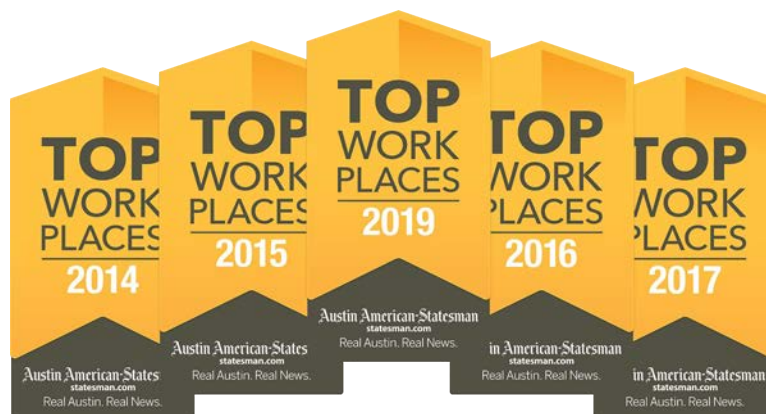 TOP
WORK
PLACES
2014
Austin American-States
statesman.com
Real Austin. Real News.
TOP
WORK
PLACES
2015
Austin American-States
statesman.com
Real Austin. Real News.
TOP
WORK
PLACES
2019
Austin American-Statesman
statesman.com
Real Austin. Real News.
TOP
WORK
PLACES
2016
in American-Statesman
statesman.com
Real Austin. Real News.
TOP
WORK
PLACES
2017
in American-Statesman
statesman.com
Real Austin. Real News.